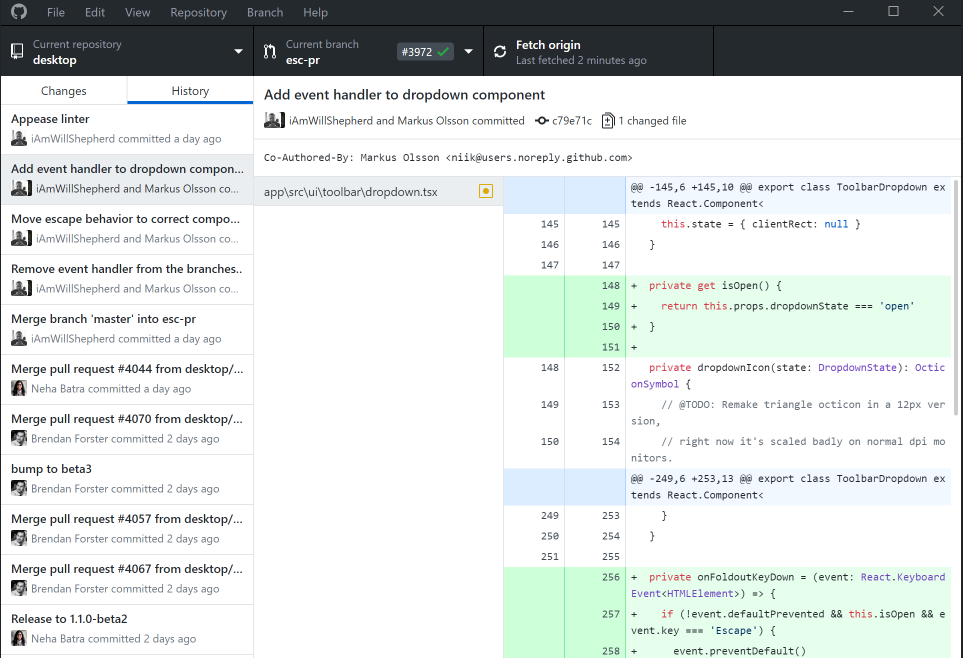 File Edit View Repository Branch Help
Current repository
desktop
Current branch
esc-pr
#3972
Fetch origin
Last fetched 2 minutes ago
Changes
History
Appease linter
iAmWillShepherd committed a day ago
Add event handler to dropdown compon...
iAmWillShepherd and Markus Olsson co...
Move escape behavior to correct compo...
iAmWillShepherd and Markus Olsson co...
Remove event handler from the branches..
iAmWillShepherd and Markus Olsson co...
Merge branch 'master' into esc-pr
iAmWillShepherd committed a day ago
Merge pull request #4044 from desktop/...
Neha Batra committed a day ago
Merge pull request #4070 from desktop/...
Brendan Forster committed 2 days ago
bump to beta3
Brendan Forster committed 2 days ago
Merge pull request #4057 from desktop/...
Brendan Forster committed 2 days ago
Merge pull request #4067 from desktop/...
Brendan Forster committed 2 days ago
Release to 1.1.0-beta2
Neha Batra committed 2 days ago
Add event handler to dropdown component
iAmWillShepherd and Markus Olsson committed c79e71c 1 changed file
Co-Authored-By: Markus Olsson <niik@users.noreply.github.com>
app\src\ui\toolbar\dropdown.tsx
@@ -145,6 +145,10 @@ export class ToolbarDropdown ex
tends React.Component<
145 145 this.state = { clientRect: null }
146 146 }
147 147
148 + private get isOpen() {
149 + return this.props.dropdownState === 'open'
150 + }
151 +
148 152 private dropdownIcon(state: DropdownState): Octic
onSymbol {
149 153 // @TODO: Remake triangle octicon in a 12px ver
sion,
150 154 // right now it's scaled badly on normal dpi mo
nitors.
@@ -249,6 +253,13 @@ export class ToolbarDropdown ex
tends React.Component<
249 253 }
250 254 }
251 255
256 + private onFoldoutKeyDown = (event: React.Keyboard
Event<HTMLElement>) => {
257 + if (!event.defaultPrevented && this.isOpen && e
vent.key === 'Escape') {
258 + event.preventDefault()